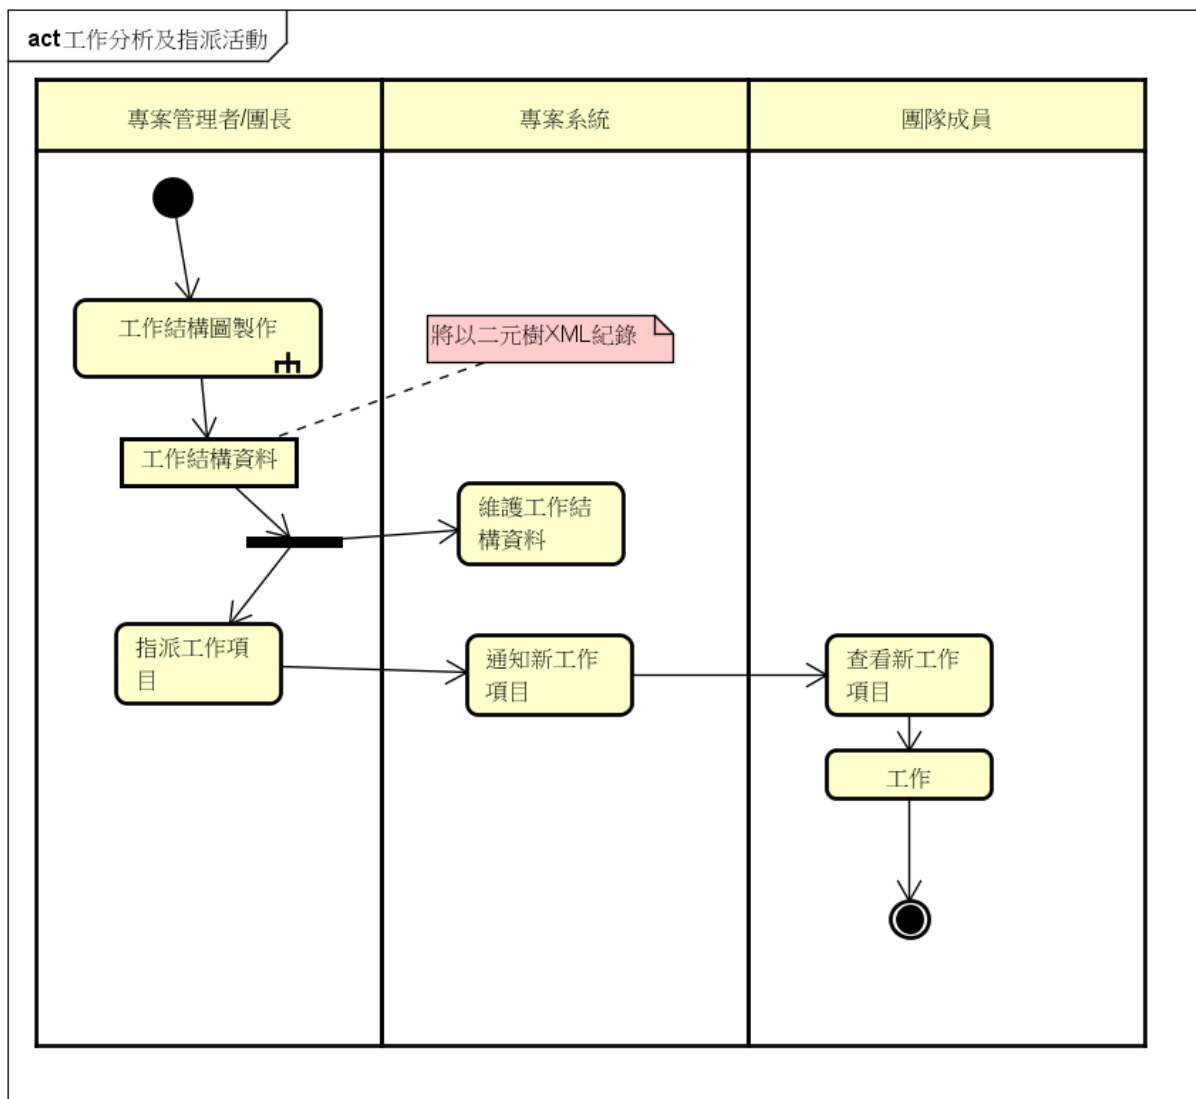 act 工作分析及指派活動
專案管理者/團長
專案系統
團隊成員
工作結構圖製作
將以二元樹XML紀錄
工作結構資料
維護工作結
構資料
指派工作項
目
通知新工作
項目
查看新工作
項目
工作